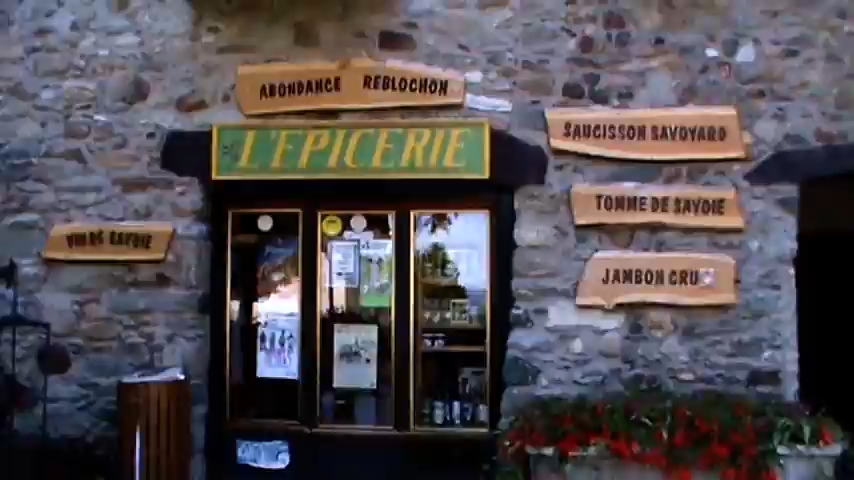 ABONDANCE REBLOCHON
L'EPICERIE
SAUCISSON SAVOYARD
TOMME DE SAVOIE
VIN DE SAVOIE
JAMBON CRU